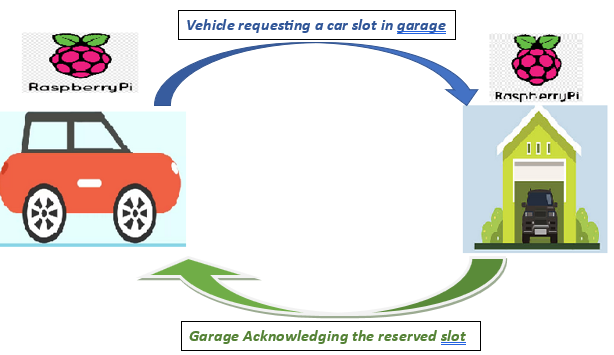 Vehicle requesting a car slot in garage
RaspberryPi
RaspberryPi
Garage Acknowledging the reserved slot